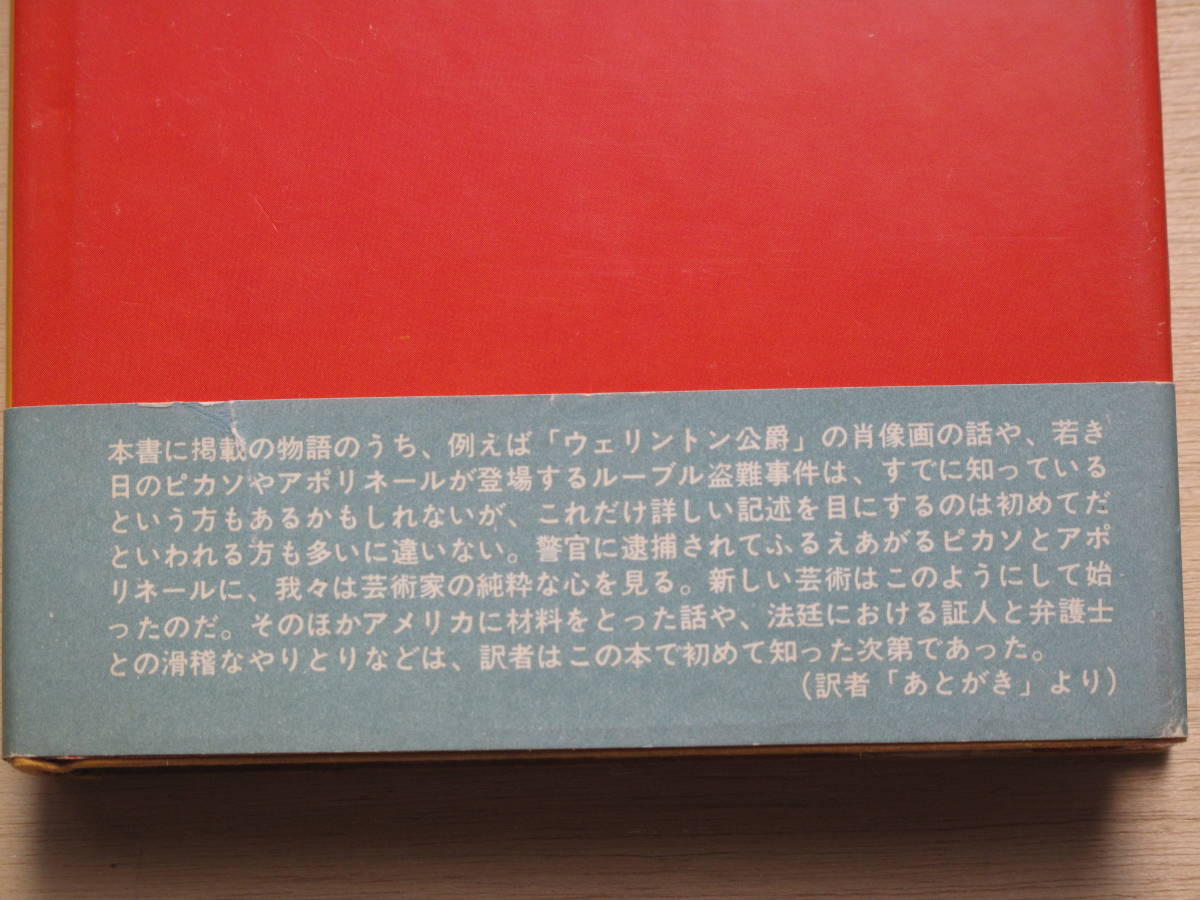 本書に掲載の物語のうち、例えば「ウェリントン公爵」の肖像画の話や、若き
日のピカソやアポリネールが登場するルーブル盗難事件は、すでに知っている
という方もあるかもしれないが、これだけ詳しい記述を目にするのは初めてだ
といわれる方も多いに違いない。警官に逮捕されてふるえあがるピカソとアポ
リネールに、我々は芸術家の純粋な心を見る。新しい芸術はこのようにして始
ったのだ。そのほかアメリカに材料をとった話や、法廷における証人と弁護士
との滑稽なやりとりなどは、訳者はこの本で初めて知った次第であった。
(訳者「あとがき」より)